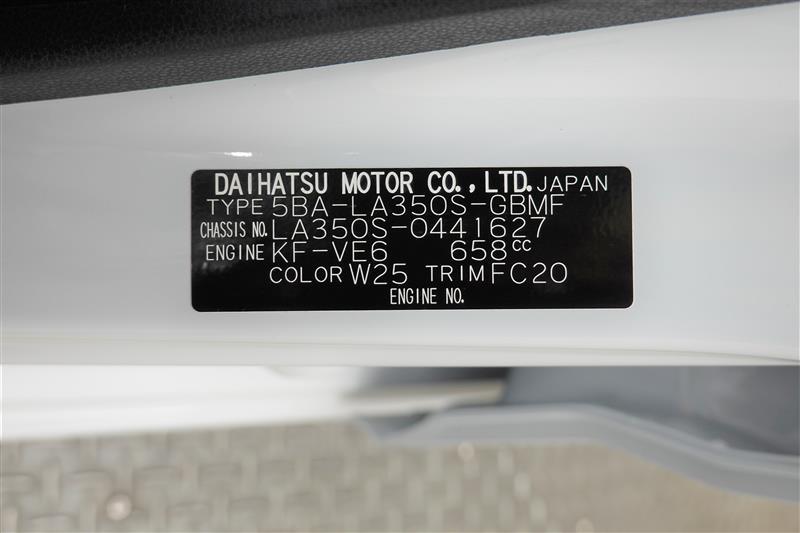 DAIHATSU MOTOR CO., LTD. JAPAN
TYPE 5BA-LA350S-GBMF
CHASSIS NO. LA350S-0441627
ENGINE KF-VE6 658cc
COLOR W25 TRIM FC20
ENGINE NO.